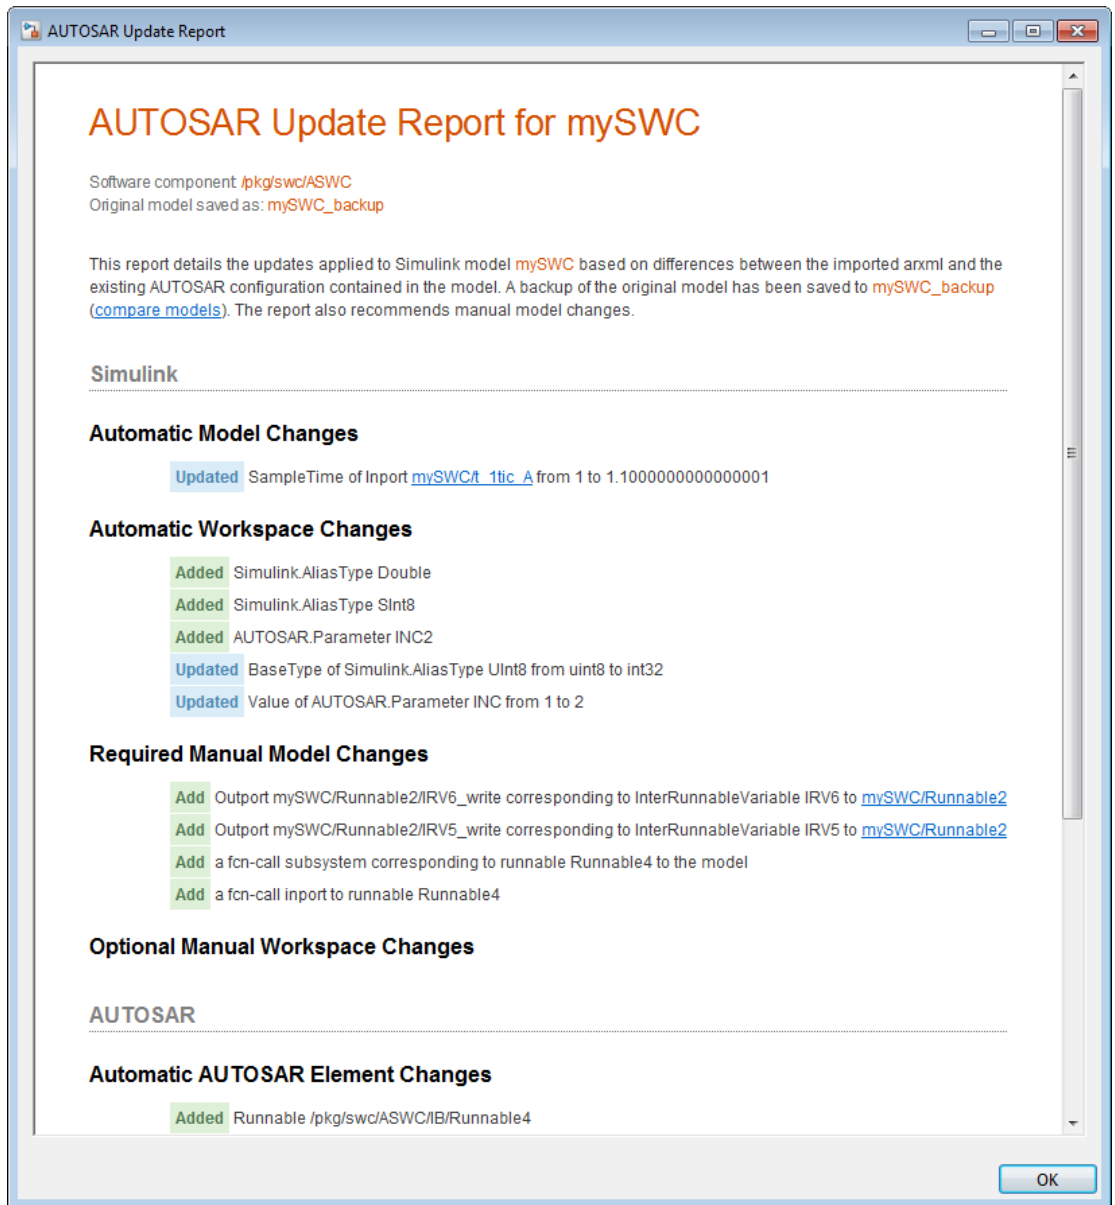 AUTOSAR Update Report
AUTOSAR Update Report for mySWC
Software component /pkg/swc/ASWC
Original model saved as: mySWC_backup
This report details the updates applied to Simulink model mySWC based on differences between the imported arxml and the
existing AUTOSAR configuration contained in the model. A backup of the original model has been saved to mySWC_backup
(compare models). The report also recommends manual model changes.
Simulink
Automatic Model Changes
Updated SampleTime of Inport mySWC/t_1tic_A from 1 to 1.1000000000000001
Automatic Workspace Changes
Added Simulink.AliasType Double
Added Simulink.AliasType SInt8
Added AUTOSAR.Parameter INC2
Updated BaseType of Simulink.AliasType UInt8 from uint8 to int32
Updated Value of AUTOSAR.Parameter INC from 1 to 2
Required Manual Model Changes
Add Outport mySWC/Runnable2/IRV6_write corresponding to InterRunnableVariable IRV6 to mySWC/Runnable2
Add Outport mySWC/Runnable2/IRV5_write corresponding to InterRunnableVariable IRV5 to mySWC/Runnable2
Add a fcn-call subsystem corresponding to runnable Runnable4 to the model
Add a fcn-call inport to runnable Runnable4
Optional Manual Workspace Changes
AUTOSAR
Automatic AUTOSAR Element Changes
Added Runnable /pkg/swc/ASWC/IB/Runnable4
OK